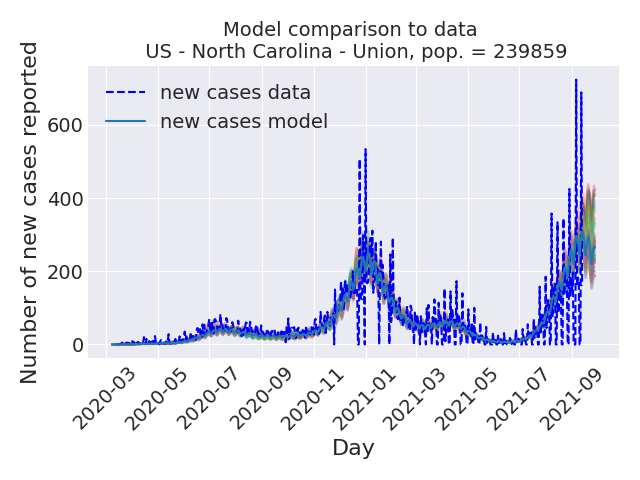 Model comparison to data
US - North Carolina - Union, pop. = 239859
Number of new cases reported
600
400
200
0
new cases data
new cases model
2020-03
2020-05
2020-07
2020-09
2020-11
2021-01
2021-03
2021-05
2021-07
2021-09
Day